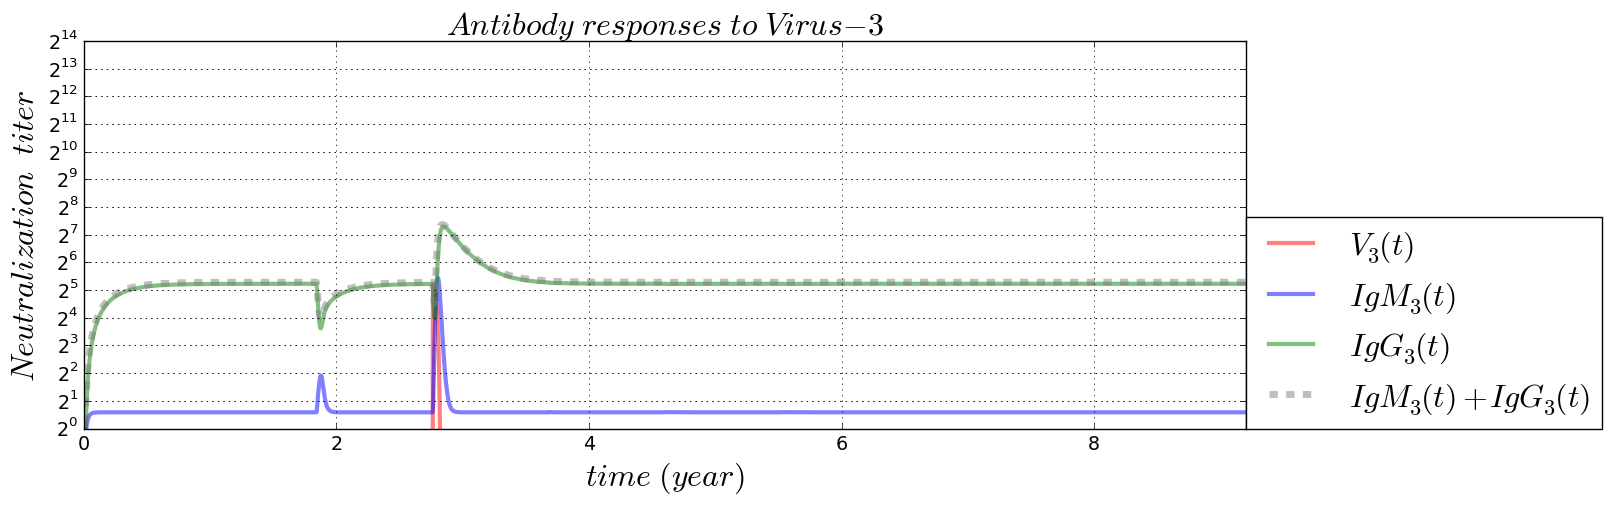 Antibody responses to Virus−3
Neutralization titer
2^14
2^13
2^12
2^11
2^10
2^9
2^8
2^7
2^6
2^5
2^4
2^3
2^2
2^1
2^0
0 2 4 6 8
time (year)
V_3(t)
IgM_3(t)
IgG_3(t)
IgM_3(t)+IgG_3(t)